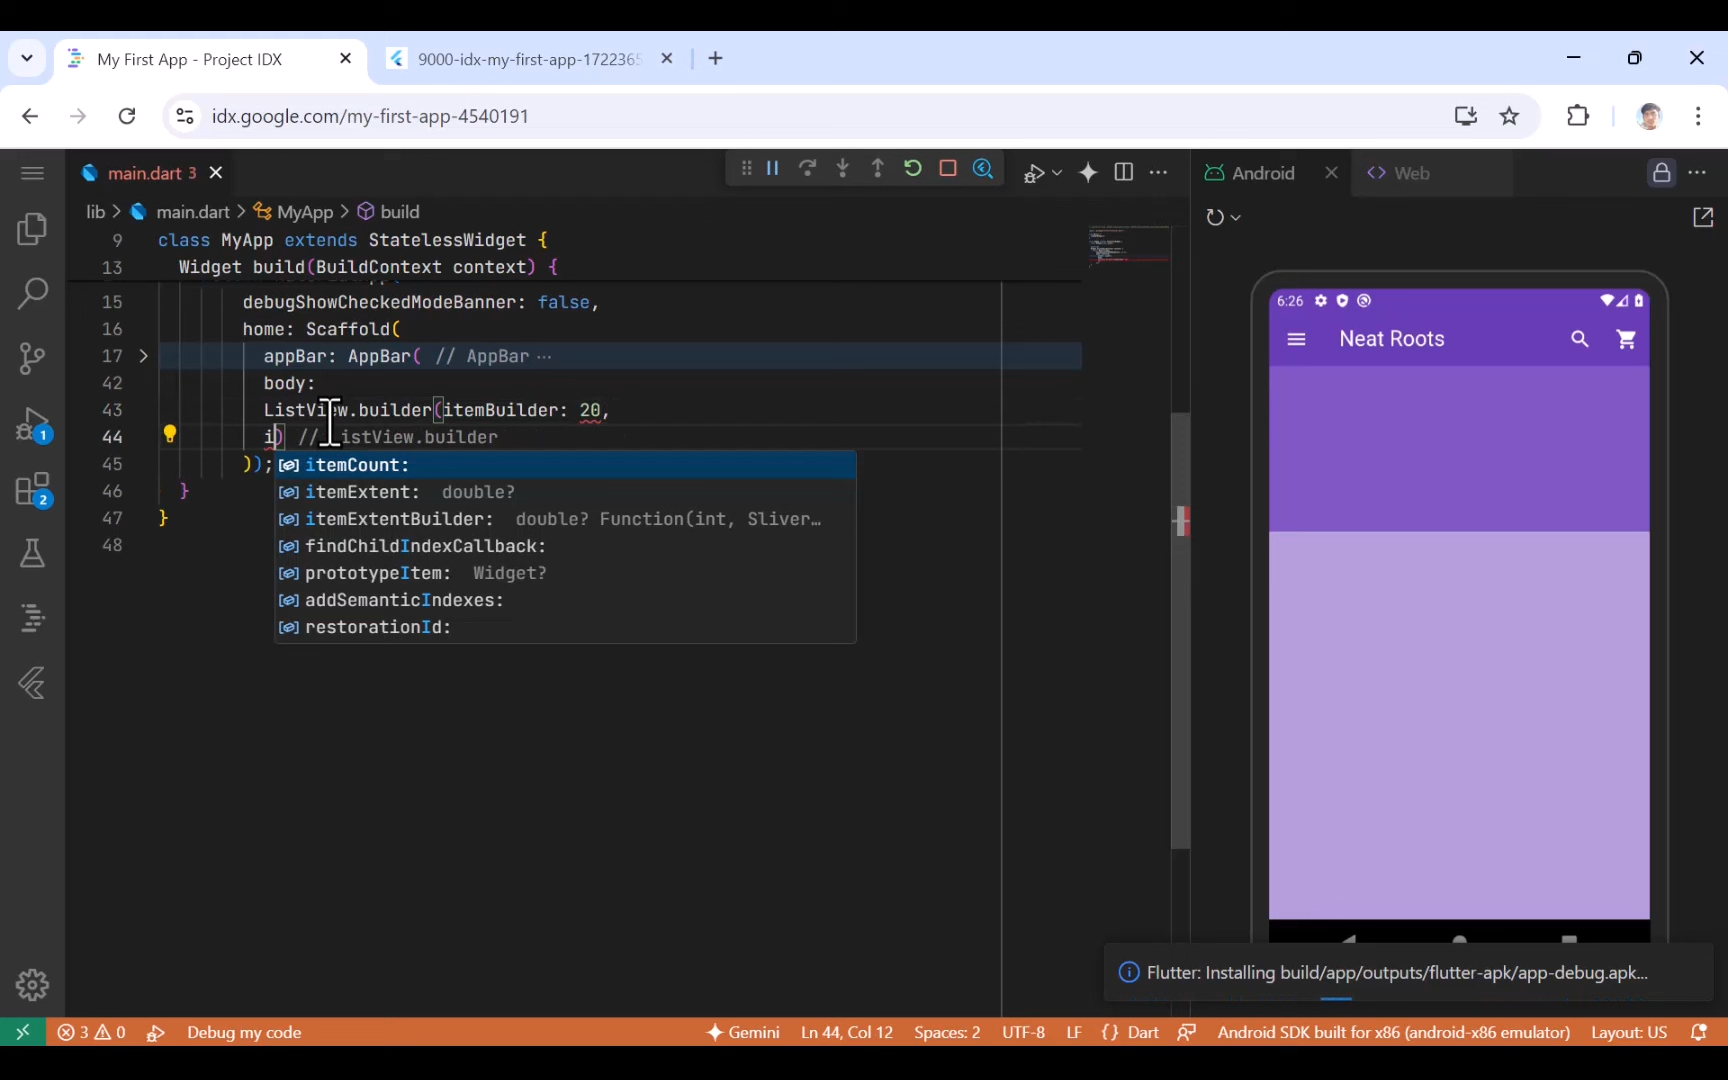 My First App - Project IDX
9000-idx-my-first-app-1722365
idx.google.com/my-first-app-4540191
main.dart 3
lib > main.dart > MyApp > build
9 class MyApp extends StatelessWidget {
13 Widget build(BuildContext context) {
15 debugShowCheckedModeBanner: false,
16 home: Scaffold(
17 appBar: AppBar( // AppBar ...
42 body:
43 ListView.builder(itemBuilder: 20,
44 i) // ListView.builder
45 ));
46 }
47 }
48
itemCount:
itemExtent: double?
itemExtentBuilder: double? Function(int, Sliver…
findChildIndexCallback:
prototypeItem: Widget?
addSemanticIndexes:
restorationId:
1
2
Android
Web
6:26
Neat Roots
Flutter: Installing build/app/outputs/flutter-apk/app-debug.apk...
3 0 Debug my code Gemini Ln 44, Col 12 Spaces: 2 UTF-8 LF {} Dart Android SDK built for x86 (android-x86 emulator) Layout: US